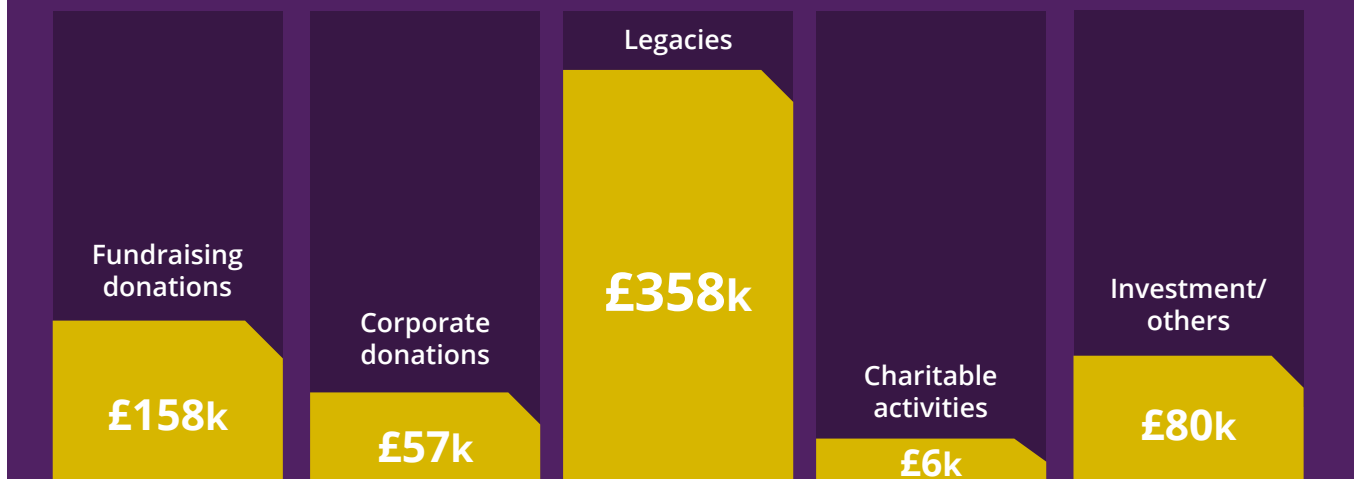 Fundraising
donations
£158k
Corporate
donations
£57k
Legacies
£358k
Charitable
activities
£6k
Investment/
others
£80k